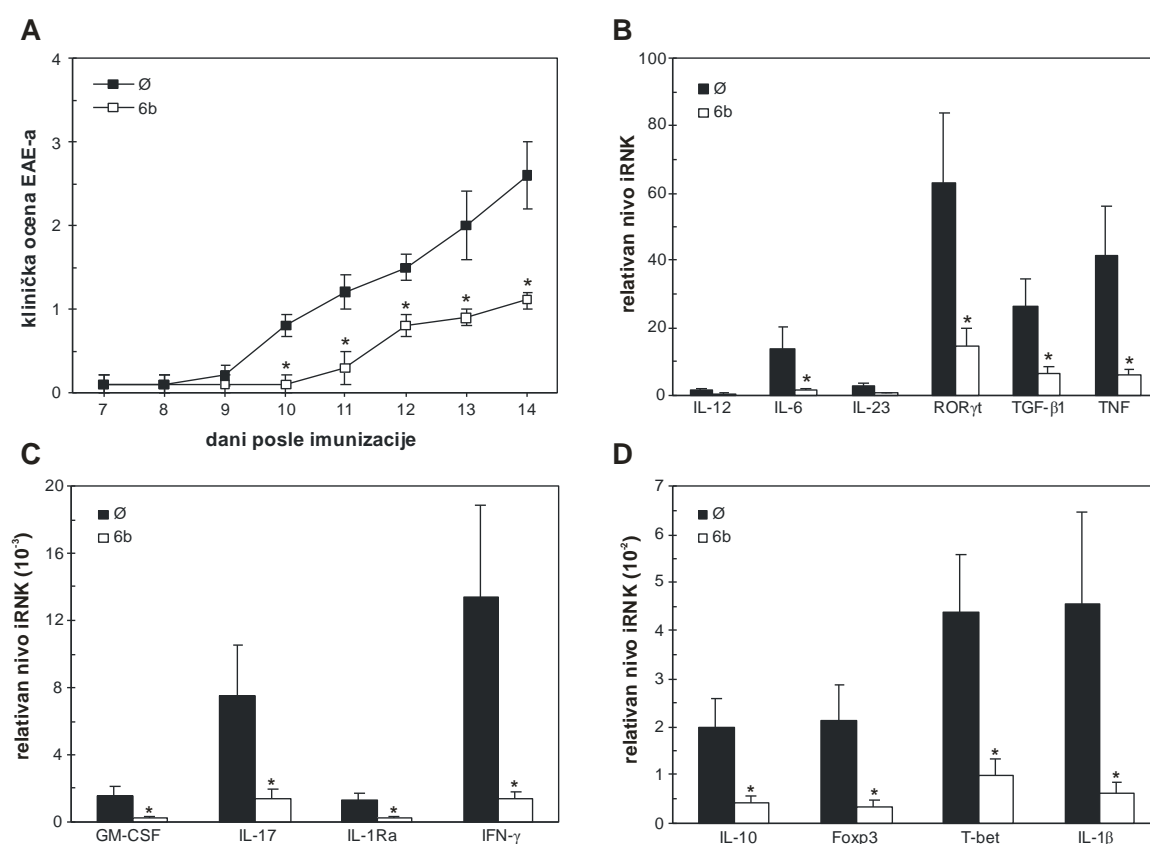 A
4
3
2
1
0
klinička ocena EAE-a
Ø
6b
* * * * *
7 8 9 10 11 12 13 14
dani posle imunizacije
B
100
80
60
40
20
0
relativan nivo iRNK
Ø
6b
* * * *
IL-12 IL-6 IL-23 RORγt TGF-β1 TNF
C
20
16
12
8
4
0
relativan nivo iRNK (10⁻³)
Ø
6b
* * * *
GM-CSF IL-17 IL-1Ra IFN-γ
D
7
6
5
4
3
2
1
0
relativan nivo iRNK (10⁻²)
Ø
6b
* * * *
IL-10 Foxp3 T-bet IL-1β